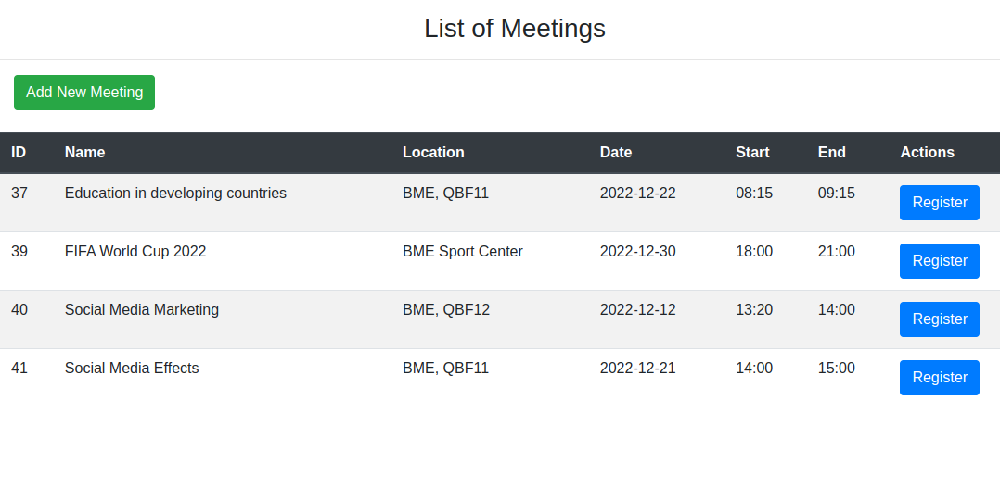 List of Meetings
Add New Meeting
ID Name Location Date Start End Actions
37 Education in developing countries BME, QBF11 2022-12-22 08:15 09:15 Register
39 FIFA World Cup 2022 BME Sport Center 2022-12-30 18:00 21:00 Register
40 Social Media Marketing BME, QBF12 2022-12-12 13:20 14:00 Register
41 Social Media Effects BME, QBF11 2022-12-21 14:00 15:00 Register